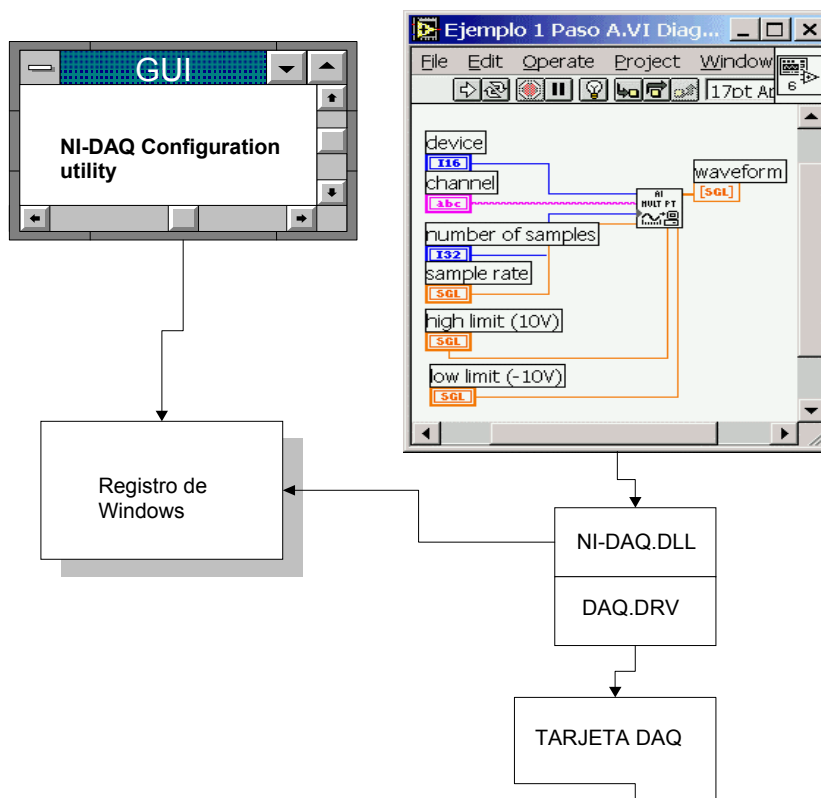 GUI
NI-DAQ Configuration
utility
Ejemplo 1 Paso A.VI Diag...
File Edit Operate Project Window
17pt Ap
6
device
I16
channel
abc
number of samples
I32
sample rate
SGL
high limit (10V)
SGL
low limit (-10V)
SGL
AI
MULT PT
waveform
[SGL]
Registro de
Windows
NI-DAQ.DLL
DAQ.DRV
TARJETA DAQ